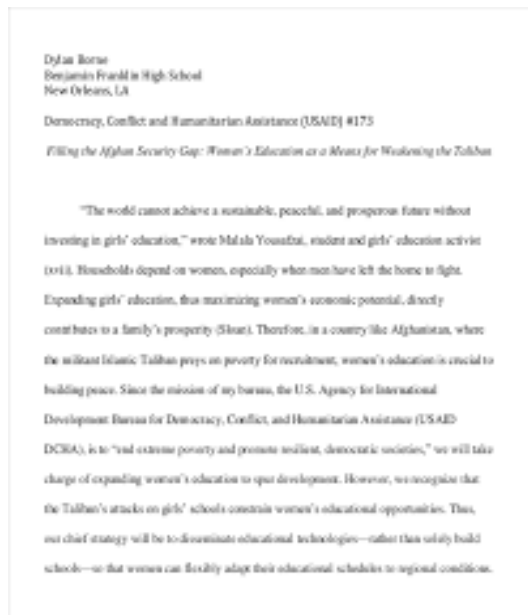 Dylan Borne
Benjamin Franklin High School
New Orleans, LA
Democracy, Conflict and Humanitarian Assistance (USAID) #173
Filling the Afghan Security Gap: Women's Education as a Means for Weakening the Taliban
"The world cannot achieve a sustainable, peaceful, and prosperous future without
investing in girls' education," wrote Malala Yousafzai, student and girls' education activist
(xvii). Households depend on women, especially when men have left the home to fight.
Expanding girls' education, thus maximizing women's economic potential, directly
contributes to a family's prosperity (Sloan). Therefore, in a country like Afghanistan, where
the militant Islamic Taliban preys on poverty for recruitment, women's education is crucial to
building peace. Since the mission of my bureau, the U.S. Agency for International
Development Bureau for Democracy, Conflict, and Humanitarian Assistance (USAID
DCHA), is to "end extreme poverty and promote resilient, democratic societies," we will take
charge of expanding women's education to spur development. However, we recognize that
the Taliban's attacks on girls' schools constrain women's educational opportunities. Thus,
our chief strategy will be to disseminate educational technologies—rather than solely build
schools—so that women can flexibly adapt their educational schedules to regional conditions.